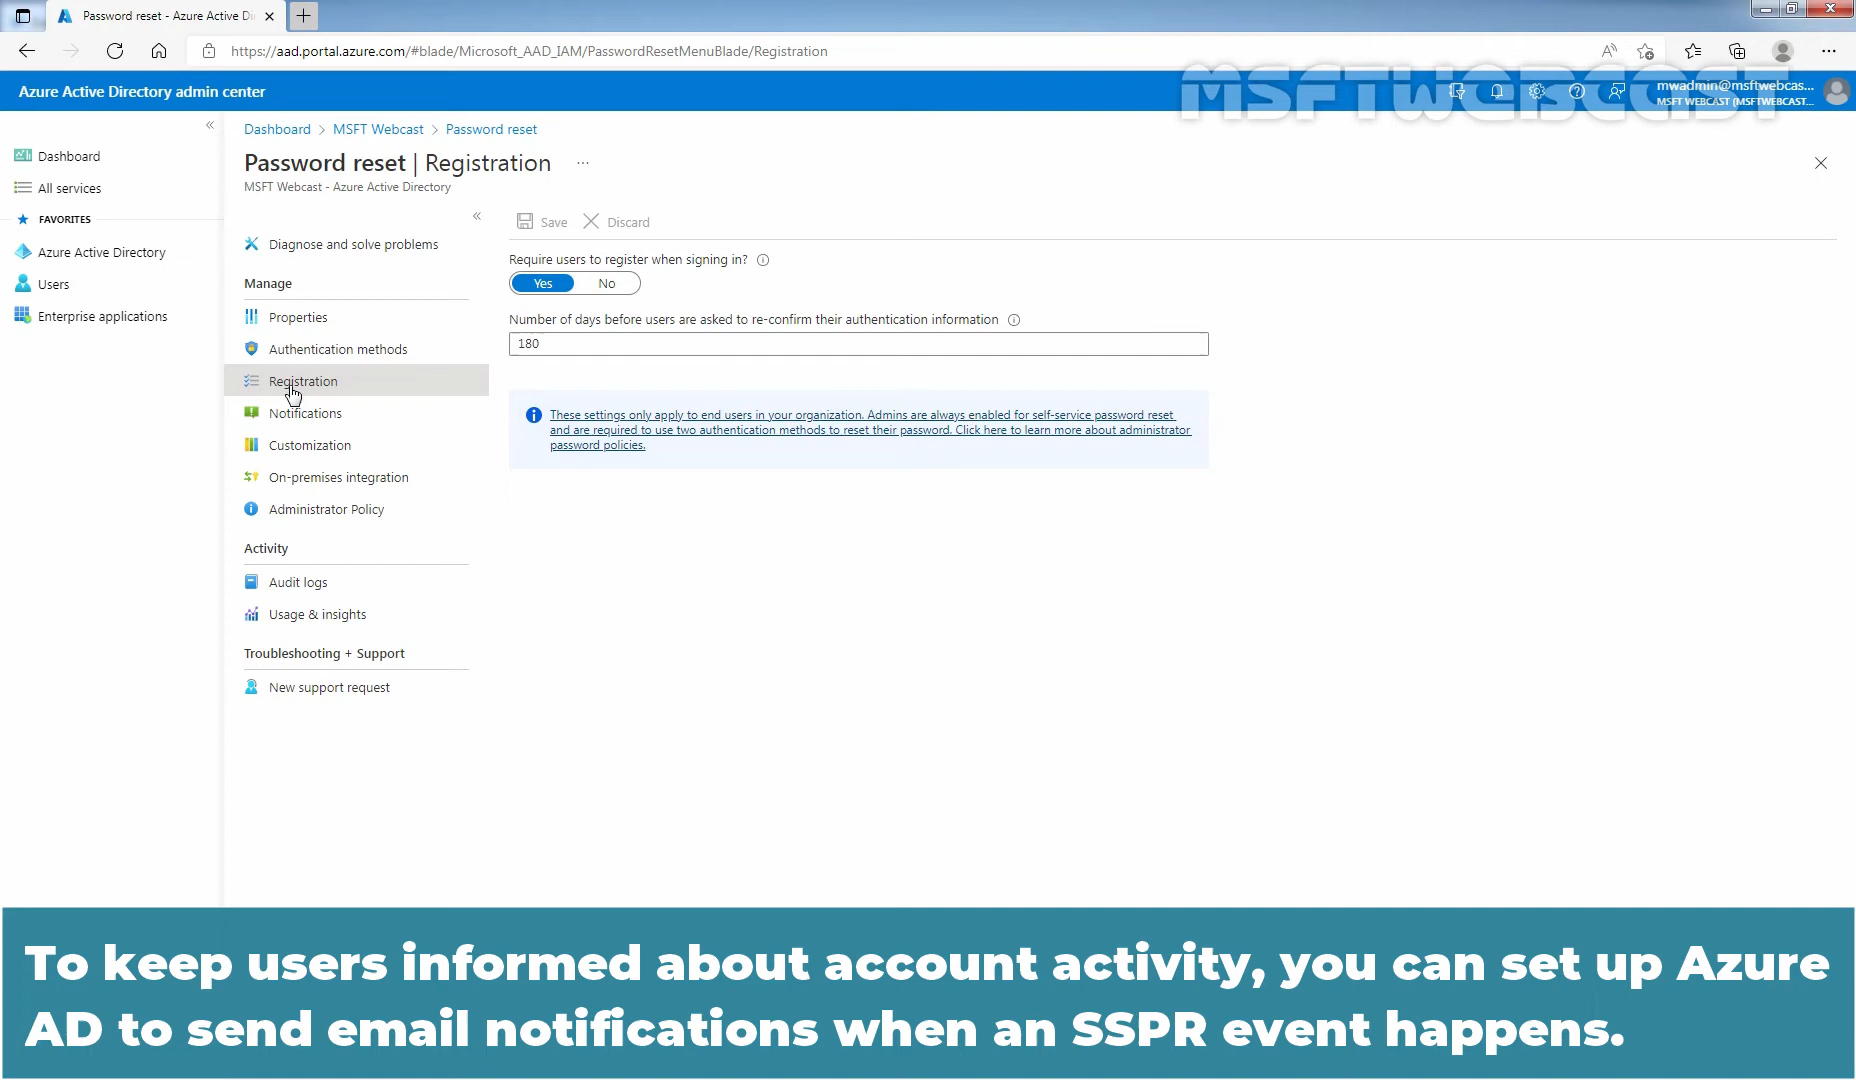 Password reset - Azure Active Di
https://aad.portal.azure.com/#blade/Microsoft_AAD_IAM/PasswordResetMenuBlade/Registration
MSFTWEBCAST
Azure Active Directory admin center
mwadmin@msftwebcas...
MSFT WEBCAST (MSFTWEBCAST....
Dashboard
All services
FAVORITES
Azure Active Directory
Users
Enterprise applications
Dashboard > MSFT Webcast > Password reset
Password reset | Registration ...
MSFT Webcast - Azure Active Directory
Diagnose and solve problems
Manage
Properties
Authentication methods
Registration
Notifications
Customization
On-premises integration
Administrator Policy
Activity
Audit logs
Usage & insights
Troubleshooting + Support
New support request
Save Discard
Require users to register when signing in?
Yes No
Number of days before users are asked to re-confirm their authentication information
180
These settings only apply to end users in your organization. Admins are always enabled for self-service password reset
and are required to use two authentication methods to reset their password. Click here to learn more about administrator
password policies.
To keep users informed about account activity, you can set up Azure
AD to send email notifications when an SSPR event happens.